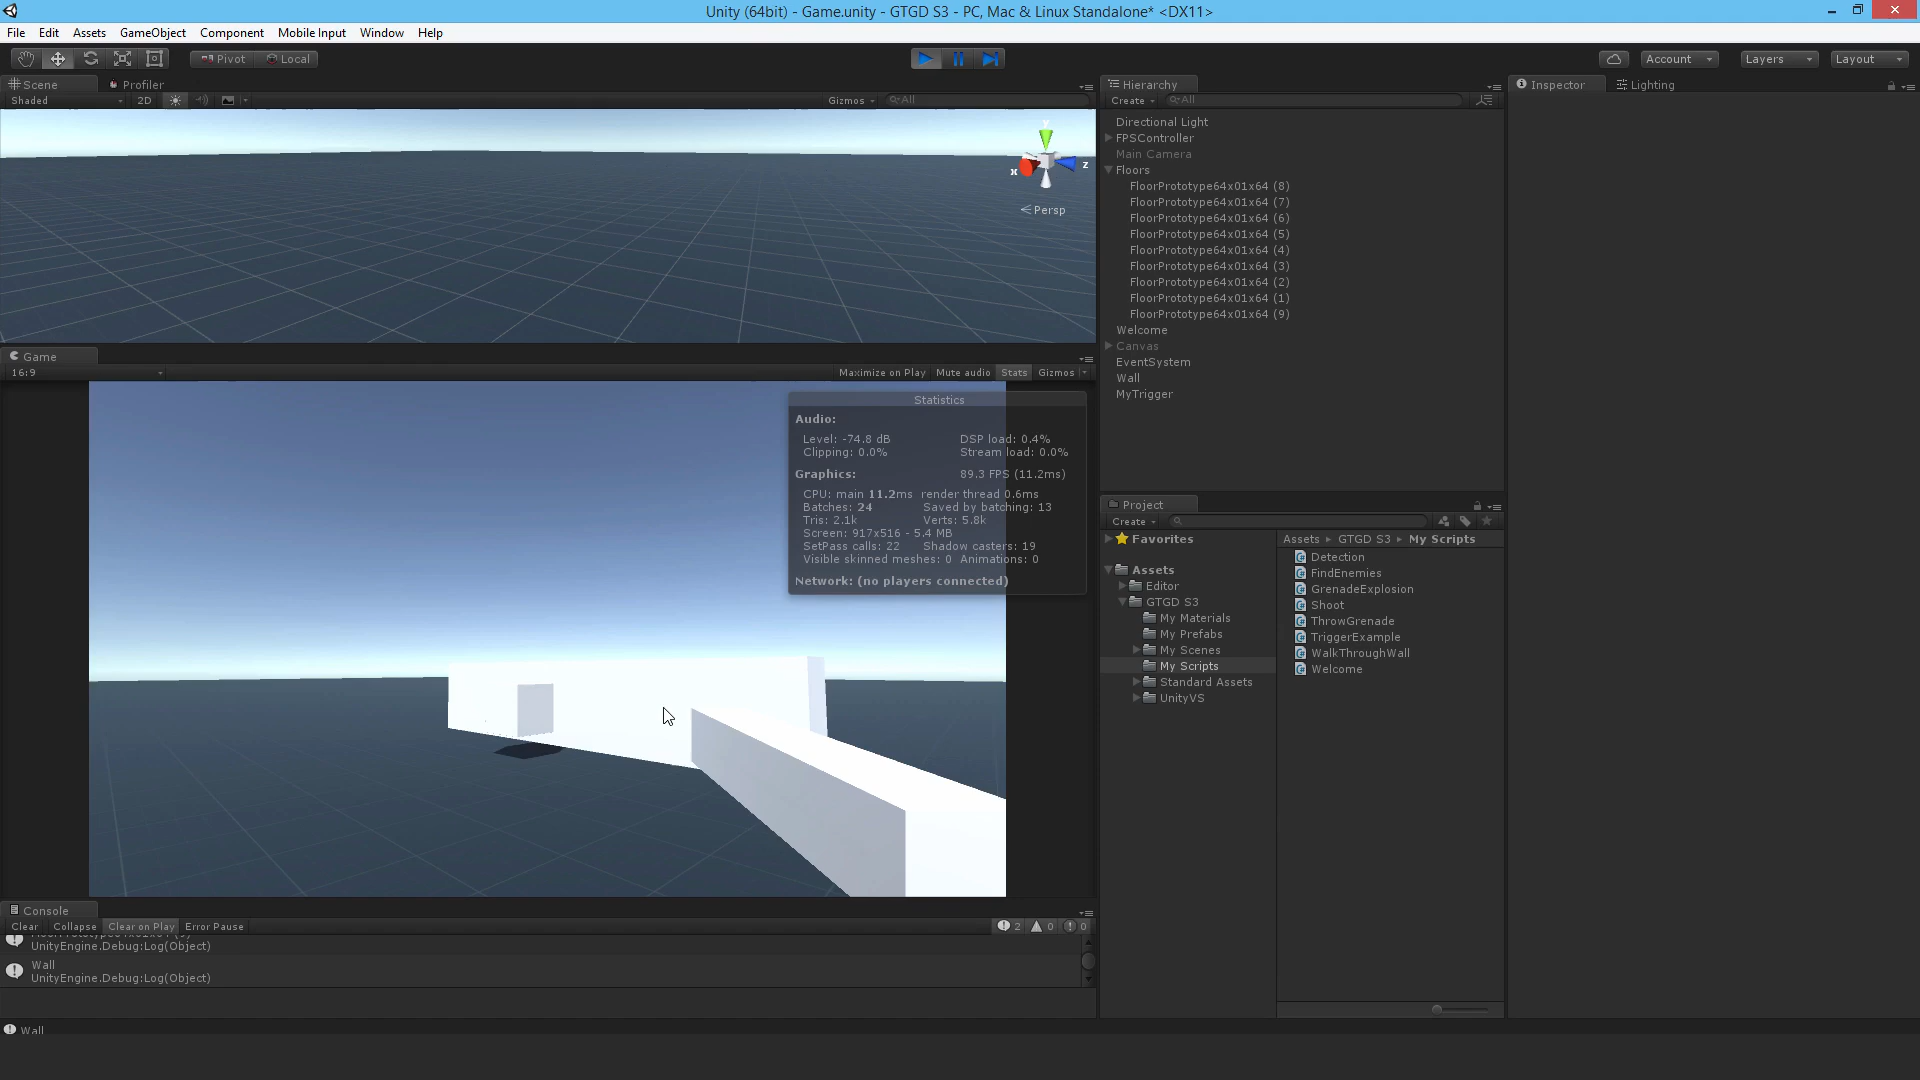 Unity (64bit) - Game.unity - GTGD S3 - PC, Mac & Linux Standalone* <DX11>
File Edit Assets GameObject Component Mobile Input Window Help
Pivot Local Account Layers Layout
Scene Profiler
Shaded 2D Gizmos All
y
x
z
Persp
Game
16:9 Maximize on Play Mute audio Stats Gizmos
Statistics
Audio:
Level: -74.8 dB DSP load: 0.4%
Clipping: 0.0% Stream load: 0.0%
Graphics: 89.3 FPS (11.2ms)
CPU: main 11.2ms render thread 0.6ms
Batches: 24 Saved by batching: 13
Tris: 2.1k Verts: 5.8k
Screen: 917x516 - 5.4 MB
SetPass calls: 22 Shadow casters: 19
Visible skinned meshes: 0 Animations: 0
Network: (no players connected)
Console
Clear Collapse Clear on Play Error Pause 2 0 0
UnityEngine.Debug:Log(Object)
Wall
UnityEngine.Debug:Log(Object)
Wall
Hierarchy
Create All
Directional Light
FPSController
Main Camera
Floors
FloorPrototype64x01x64 (8)
FloorPrototype64x01x64 (7)
FloorPrototype64x01x64 (6)
FloorPrototype64x01x64 (5)
FloorPrototype64x01x64 (4)
FloorPrototype64x01x64 (3)
FloorPrototype64x01x64 (2)
FloorPrototype64x01x64 (1)
FloorPrototype64x01x64 (9)
Welcome
Canvas
EventSystem
Wall
MyTrigger
Project
Create
Favorites
Assets
Editor
GTGD S3
My Materials
My Prefabs
My Scenes
My Scripts
Standard Assets
UnityVS
Assets GTGD S3 My Scripts
Detection
FindEnemies
GrenadeExplosion
Shoot
ThrowGrenade
TriggerExample
WalkThroughWall
Welcome
Inspector Lighting